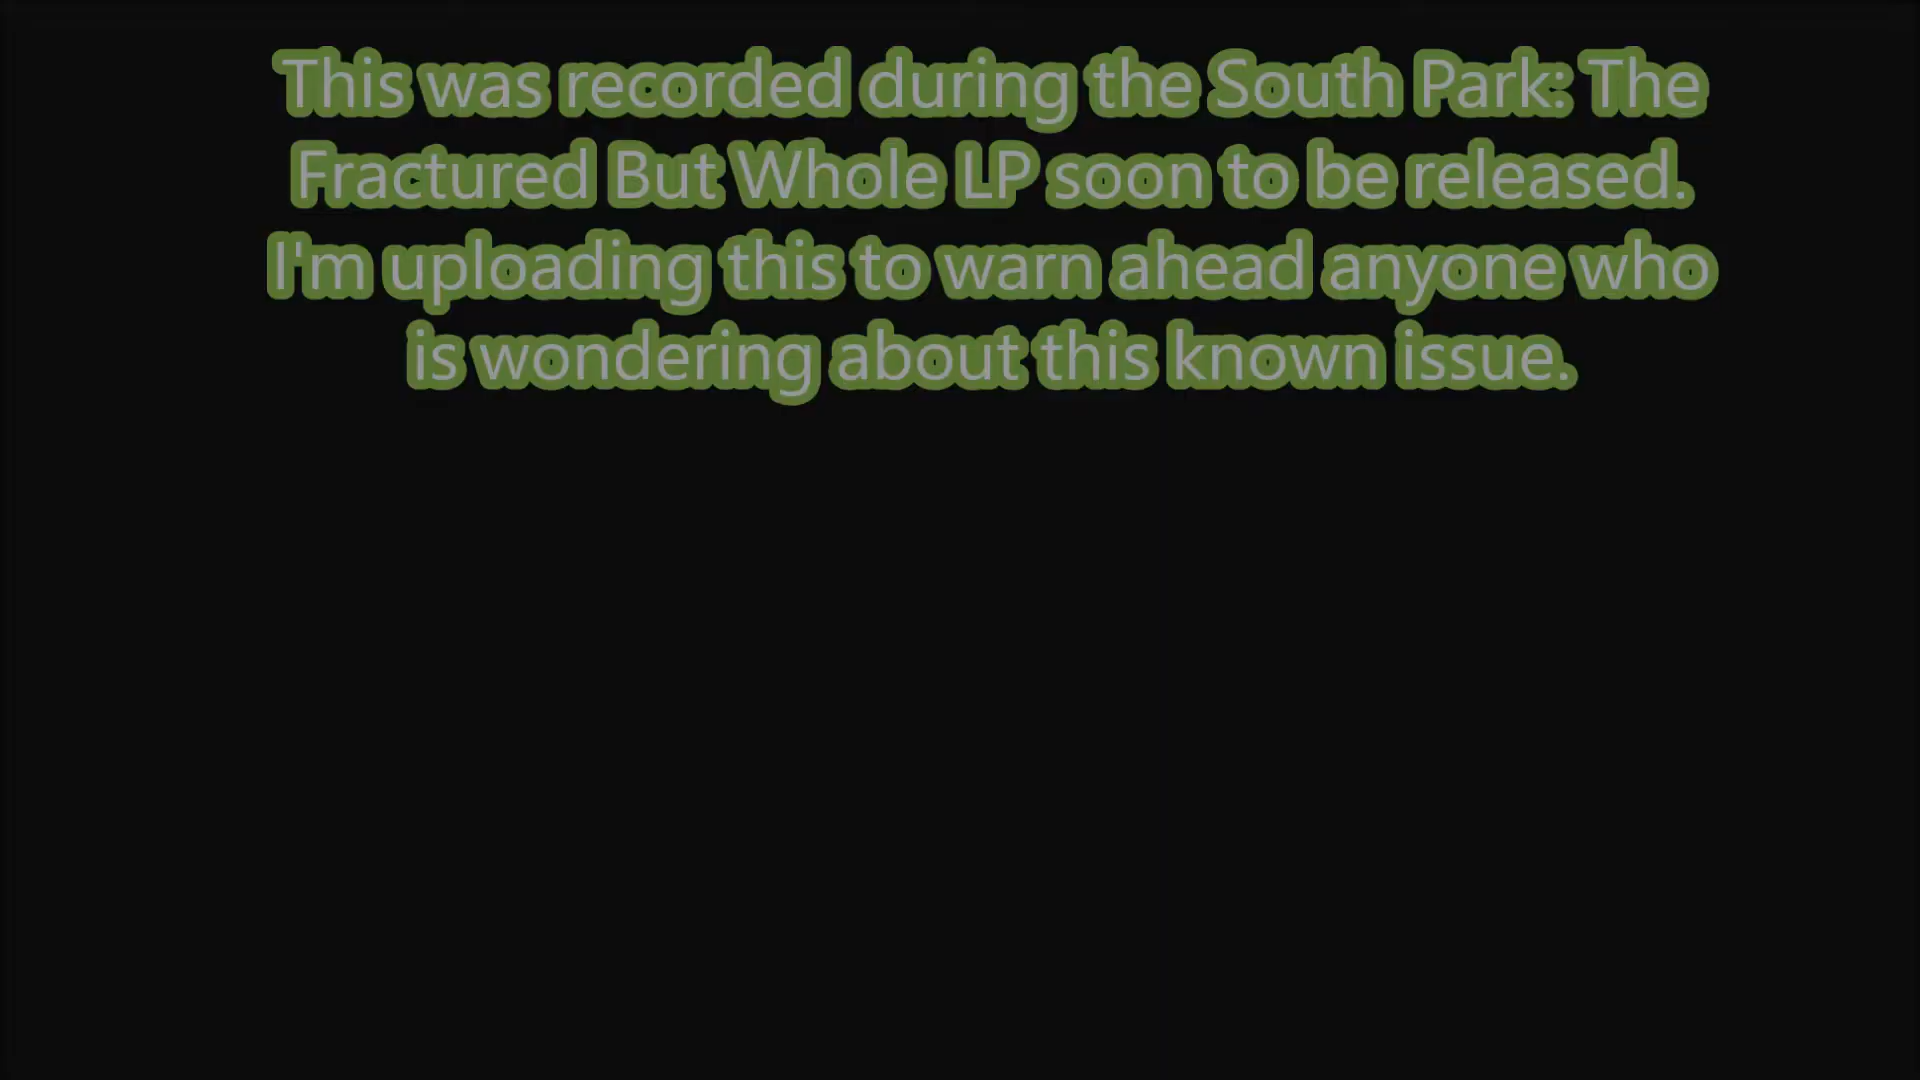 This was recorded during the South Park: The
Fractured But Whole LP soon to be released.
I'm uploading this to warn ahead anyone who
is wondering about this known issue.